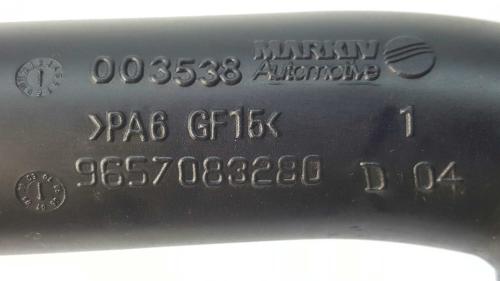 003538 MARKIV
Automotive
>PA6 GF15< 1
9657083280 D 04